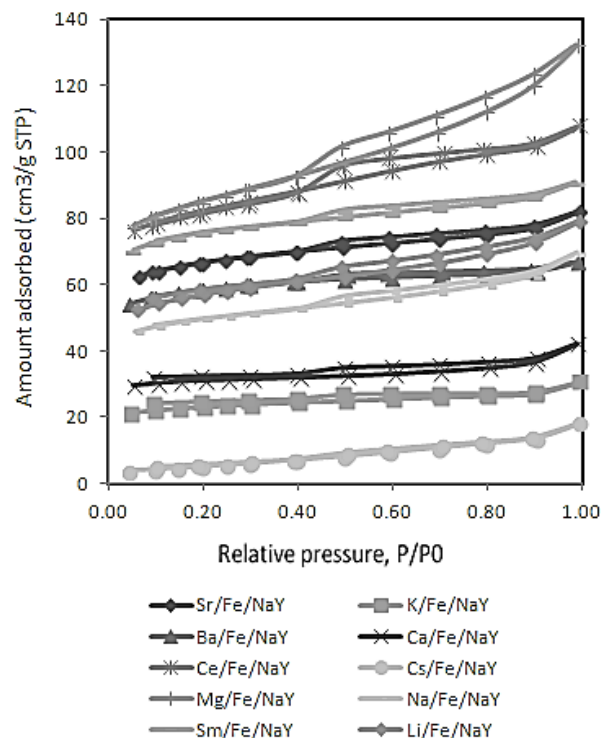 140
120
100
80
60
40
20
0
Amount adsorbed (cm3/g STP)
0.00 0.20 0.40 0.60 0.80 1.00
Relative pressure, P/P0
Sr/Fe/NaY K/Fe/NaY
Ba/Fe/NaY Ca/Fe/NaY
Ce/Fe/NaY Cs/Fe/NaY
Mg/Fe/NaY Na/Fe/NaY
Sm/Fe/NaY Li/Fe/NaY